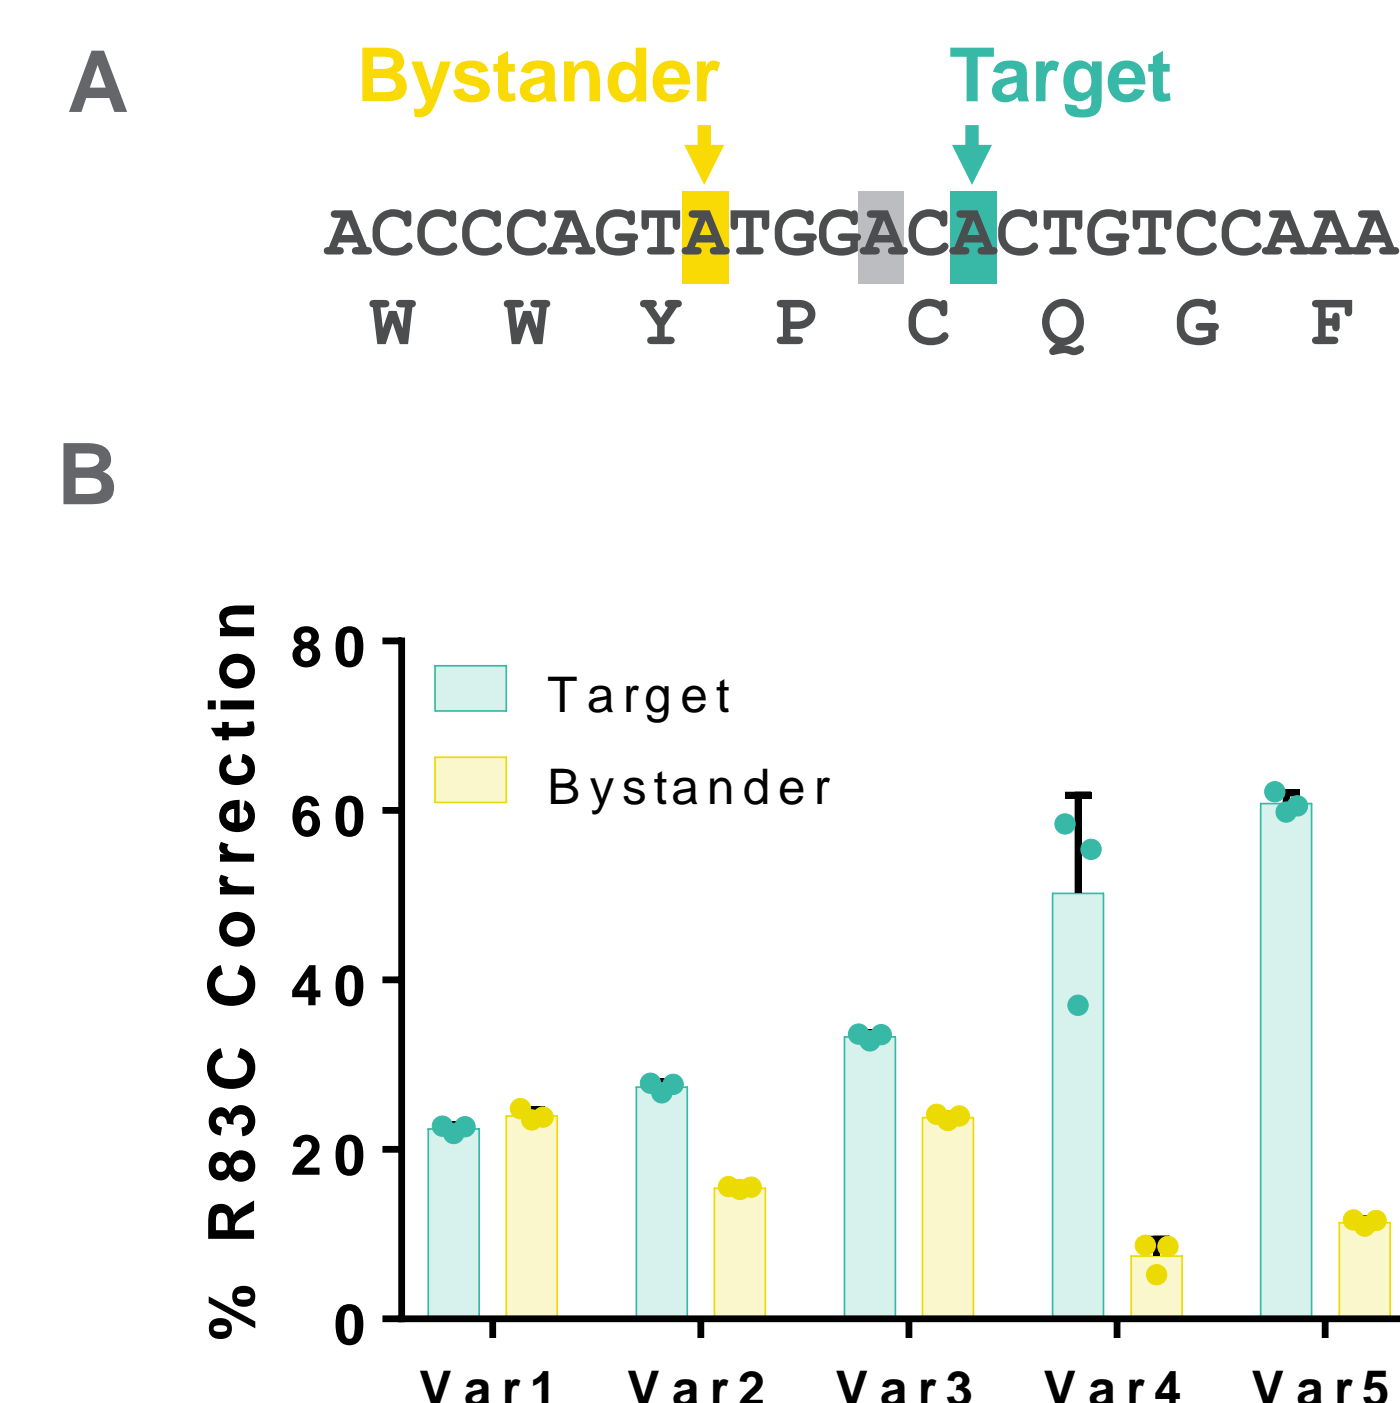 A
Bystander Target
ACCCCAGTATGGACACTGTCCAAA
W W Y P C Q G F
B
% R83C Correction
80
60
40
20
0
Target
Bystander
Var1 Var2 Var3 Var4 Var5